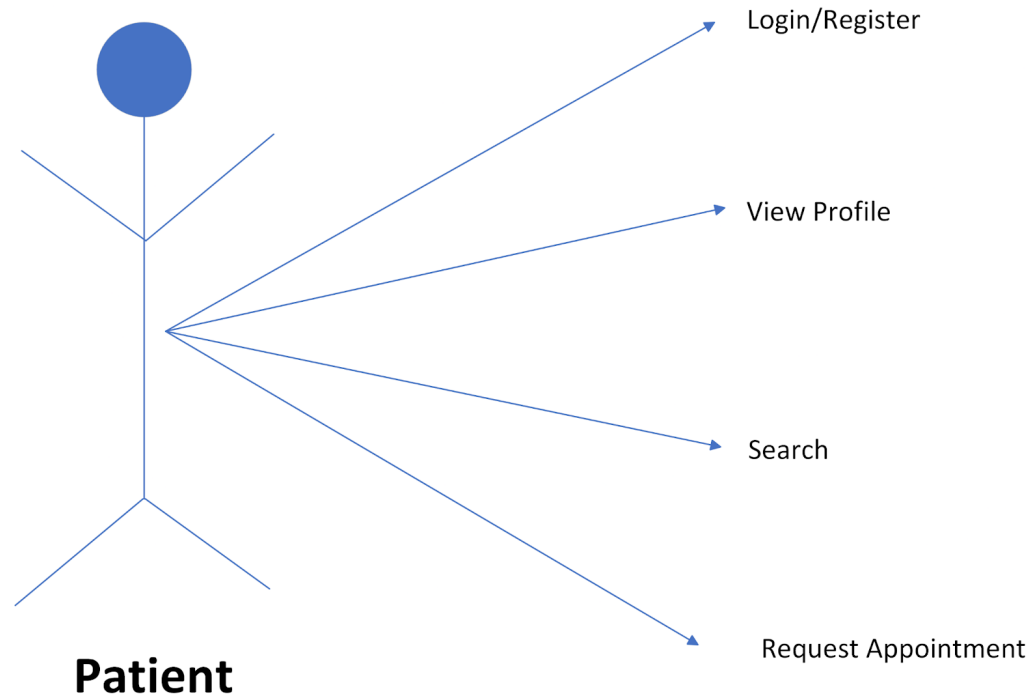 Login/Register
View Profile
Search
Request Appointment
Patient